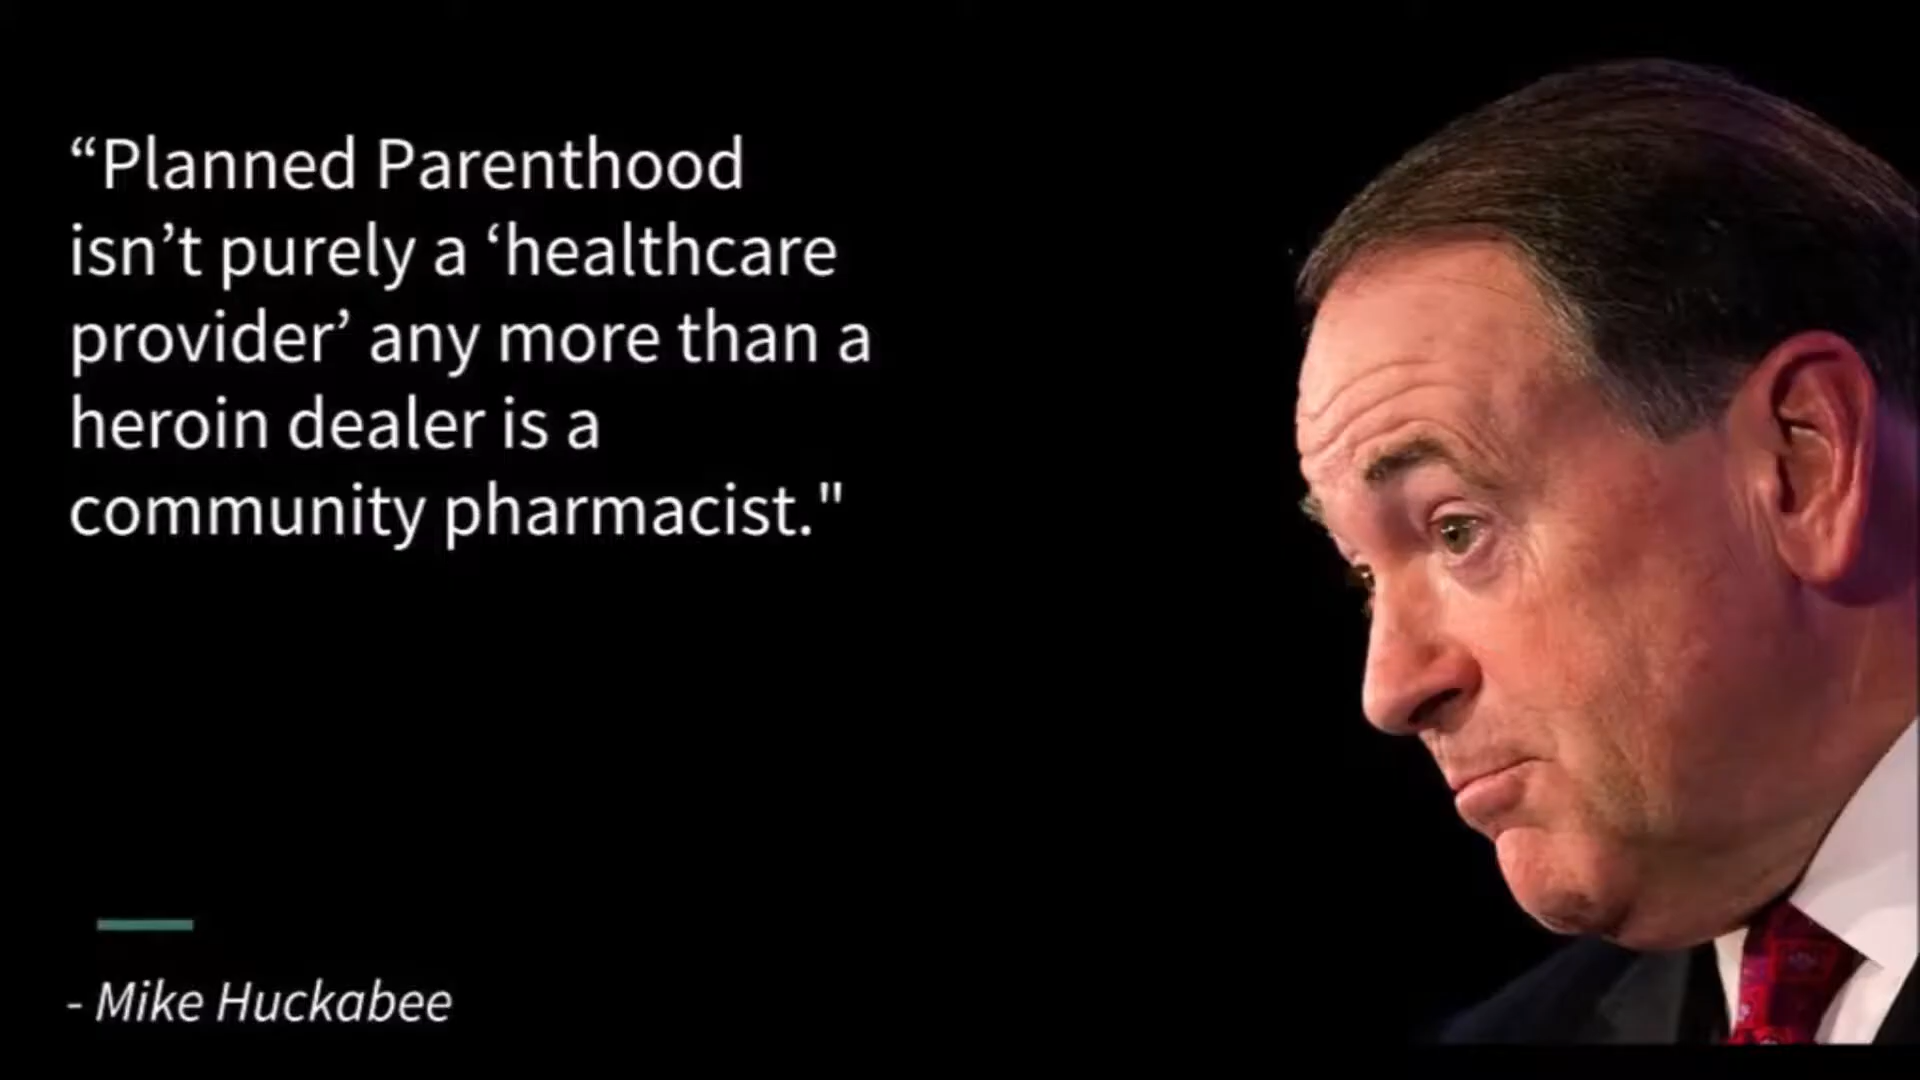 “Planned Parenthood
isn’t purely a ‘healthcare
provider’ any more than a
heroin dealer is a
community pharmacist."
- Mike Huckabee